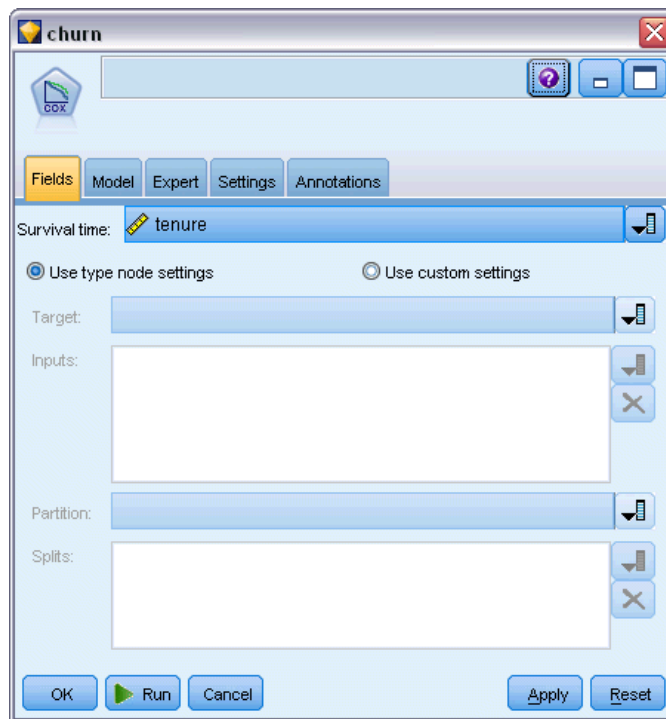 churn
COX
Fields Model Expert Settings Annotations
Survival time: tenure
Use type node settings Use custom settings
Target:
Inputs:
Partition:
Splits:
OK Run Cancel Apply Reset